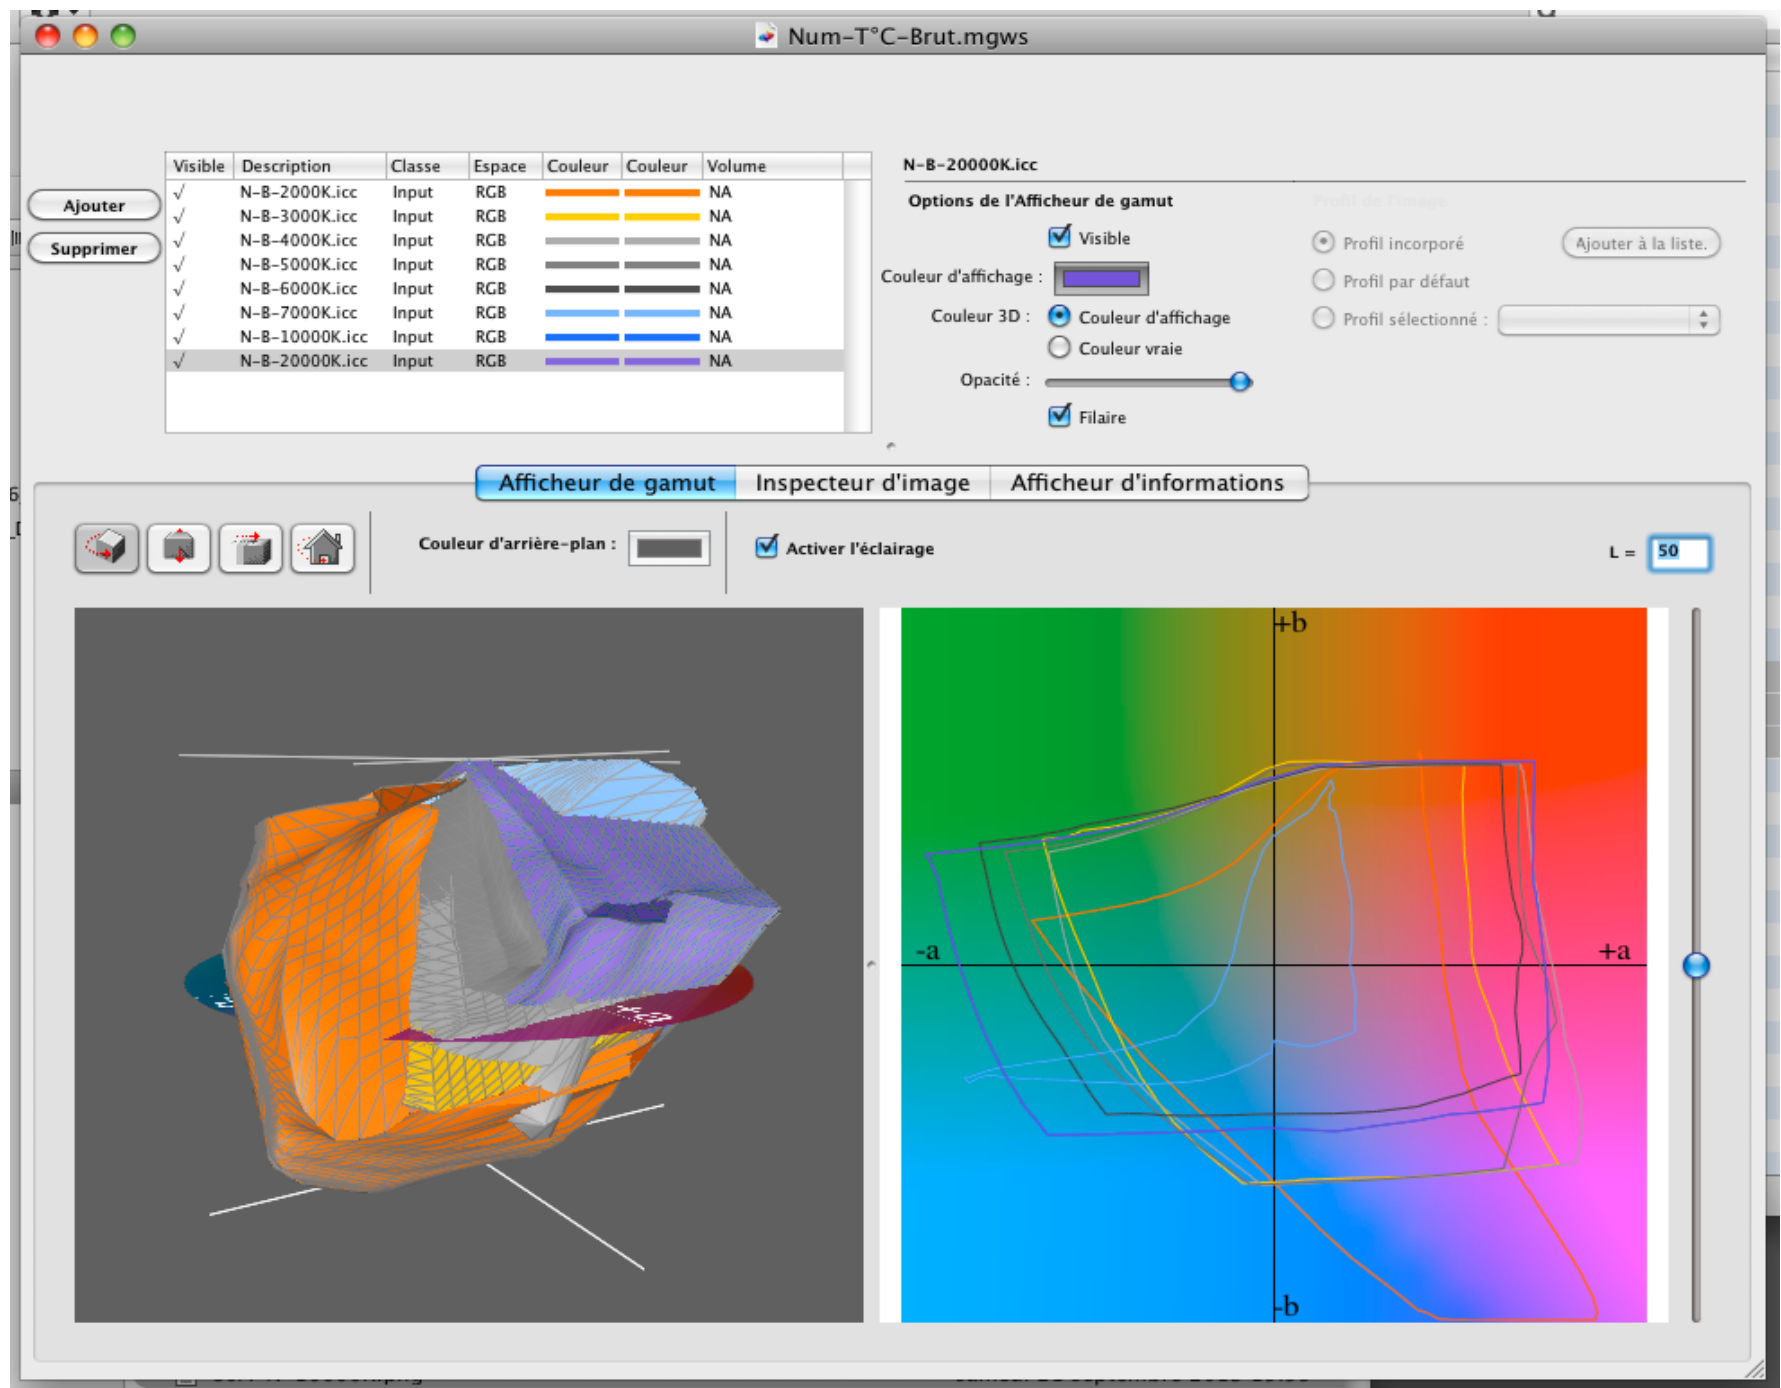 Num-T°C-Brut.mgws
Visible Description Classe Espace Couleur Couleur Volume
√ N-B-2000K.icc Input RGB NA
√ N-B-3000K.icc Input RGB NA
√ N-B-4000K.icc Input RGB NA
√ N-B-5000K.icc Input RGB NA
√ N-B-6000K.icc Input RGB NA
√ N-B-7000K.icc Input RGB NA
√ N-B-10000K.icc Input RGB NA
√ N-B-20000K.icc Input RGB NA
Ajouter
Supprimer
N-B-20000K.icc
Options de l'Afficheur de gamut
Visible
Couleur d'affichage :
Couleur 3D : Couleur d'affichage
Couleur vraie
Opacité :
Filaire
Profil de l'image
Profil incorporé
Ajouter à la liste.
Profil par défaut
Profil sélectionné :
Afficheur de gamut Inspecteur d'image Afficheur d'informations
Couleur d'arrière-plan :
Activer l'éclairage
L = 50
+a
+b
-a
+a
-b